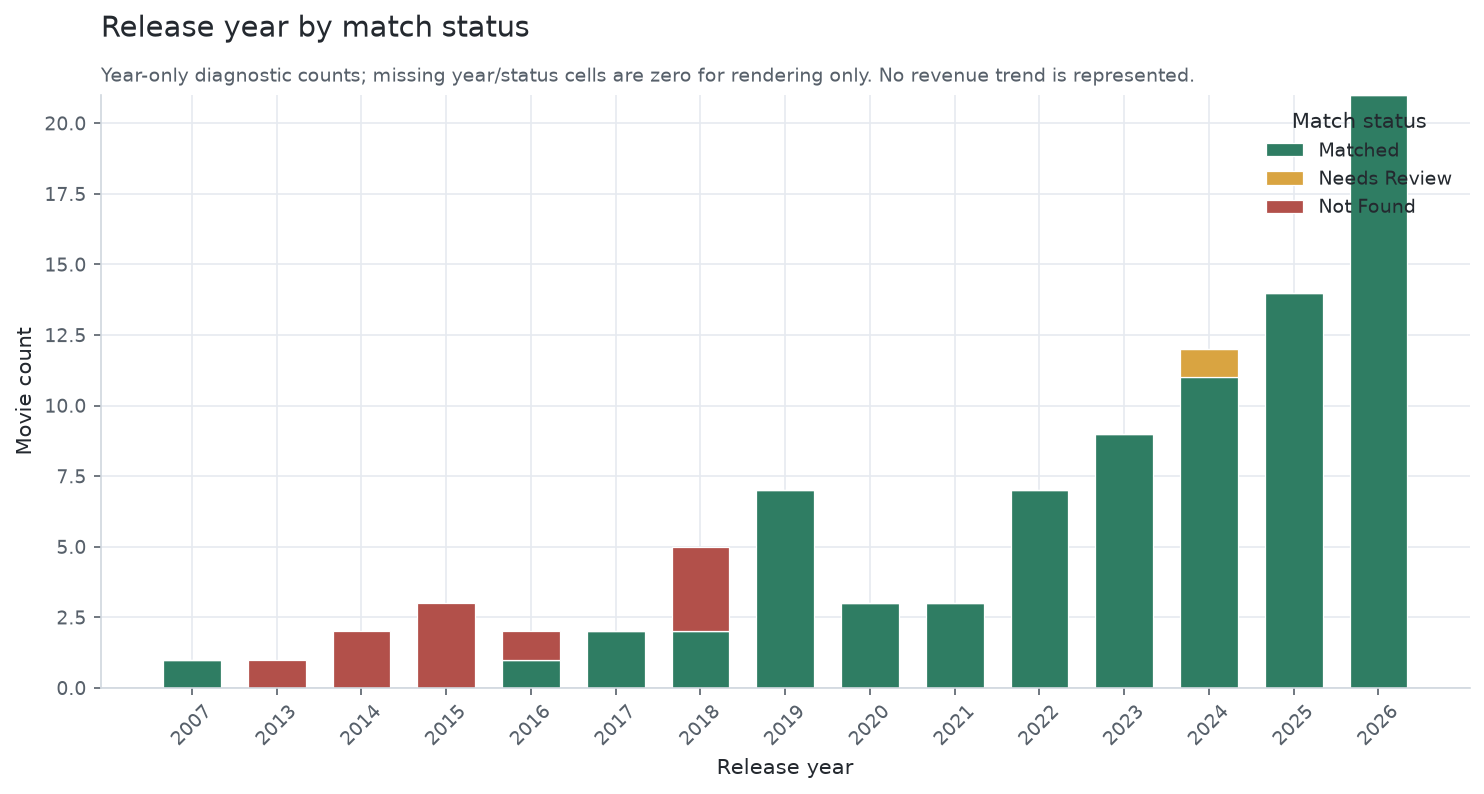 Release year by match status
Year-only diagnostic counts; missing year/status cells are zero for rendering only. No revenue trend is represented.
Match status
Matched
Needs Review
Not Found
Movie count
20.0
17.5
15.0
12.5
10.0
7.5
5.0
2.5
0.0
2007 2013 2014 2015 2016 2017 2018 2019 2020 2021 2022 2023 2024 2025 2026
Release year